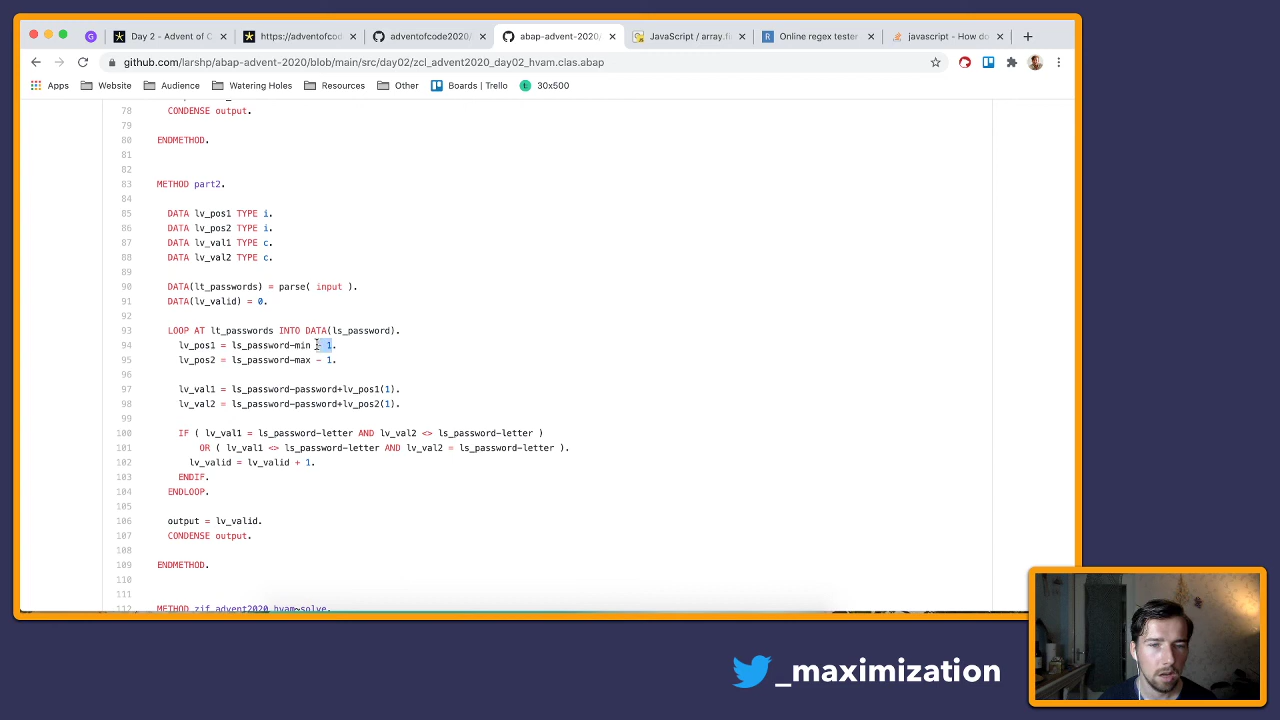 Day 2 - Advent of C
https://adventofcod
adventofcode2020/
abap-advent-2020/
JavaScript / array.fi
Online regex tester
javascript - How do
github.com/larshp/abap-advent-2020/blob/main/src/day02/zcl_advent2020_day02_hvam.clas.abap
Apps Website Audience Watering Holes Resources Other Boards | Trello 30x500
78 CONDENSE output.
79
80 ENDMETHOD.
81
82
83 METHOD part2.
84
85 DATA lv_pos1 TYPE i.
86 DATA lv_pos2 TYPE i.
87 DATA lv_val1 TYPE c.
88 DATA lv_val2 TYPE c.
89
90 DATA(lt_passwords) = parse( input ).
91 DATA(lv_valid) = 0.
92
93 LOOP AT lt_passwords INTO DATA(ls_password).
94 lv_pos1 = ls_password-min - 1.
95 lv_pos2 = ls_password-max - 1.
96
97 lv_val1 = ls_password-password+lv_pos1(1).
98 lv_val2 = ls_password-password+lv_pos2(1).
99
100 IF ( lv_val1 = ls_password-letter AND lv_val2 <> ls_password-letter )
101 OR ( lv_val1 <> ls_password-letter AND lv_val2 = ls_password-letter ).
102 lv_valid = lv_valid + 1.
103 ENDIF.
104 ENDLOOP.
105
106 output = lv_valid.
107 CONDENSE output.
108
109 ENDMETHOD.
110
111
112 METHOD zif_advent2020_hvam~solve.
_maximization